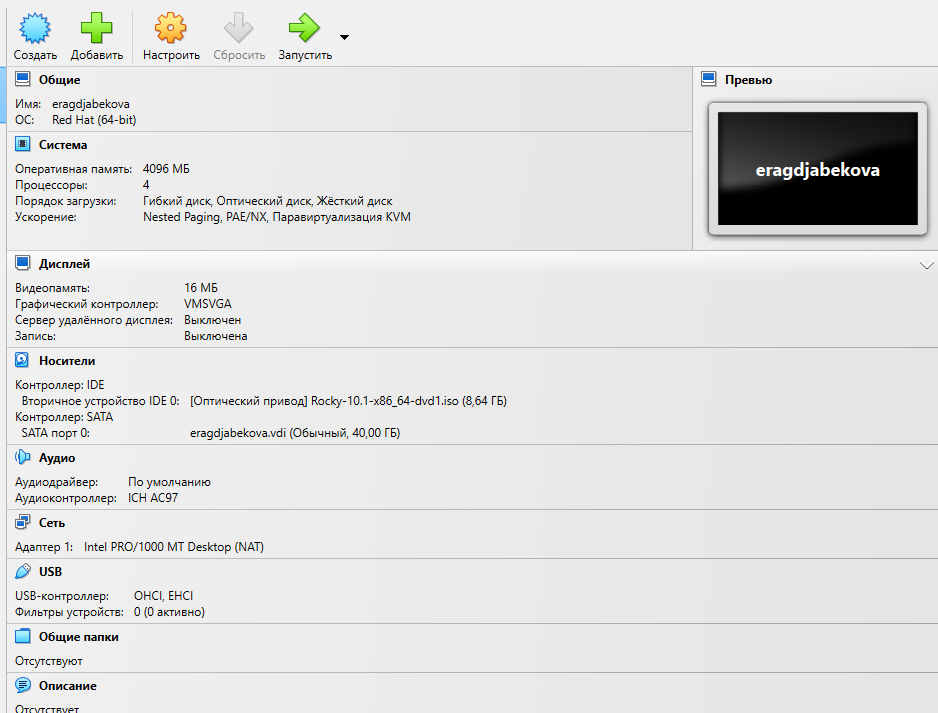 Создать Добавить Настроить Сбросить Запустить
Общие
Имя: eragdjabekova
ОС: Red Hat (64-bit)
Превью
eragdjabekova
Система
Оперативная память: 4096 МБ
Процессоры: 4
Порядок загрузки: Гибкий диск, Оптический диск, Жёсткий диск
Ускорение: Nested Paging, PAE/NX, Паравиртуализация KVM
Дисплей
Видеопамять: 16 МБ
Графический контроллер: VMSVGA
Сервер удалённого дисплея: Выключен
Запись: Выключена
Носители
Контроллер: IDE
Вторичное устройство IDE 0: [Оптический привод] Rocky-10.1-x86_64-dvd1.iso (8,64 ГБ)
Контроллер: SATA
SATA порт 0: eragdjabekova.vdi (Обычный, 40,00 ГБ)
Аудио
Аудиодрайвер: По умолчанию
Аудиоконтроллер: ICH AC97
Сеть
Адаптер 1: Intel PRO/1000 MT Desktop (NAT)
USB
USB-контроллер: OHCI, EHCI
Фильтры устройств: 0 (0 активно)
Общие папки
Отсутствуют
Описание
Отсутствует